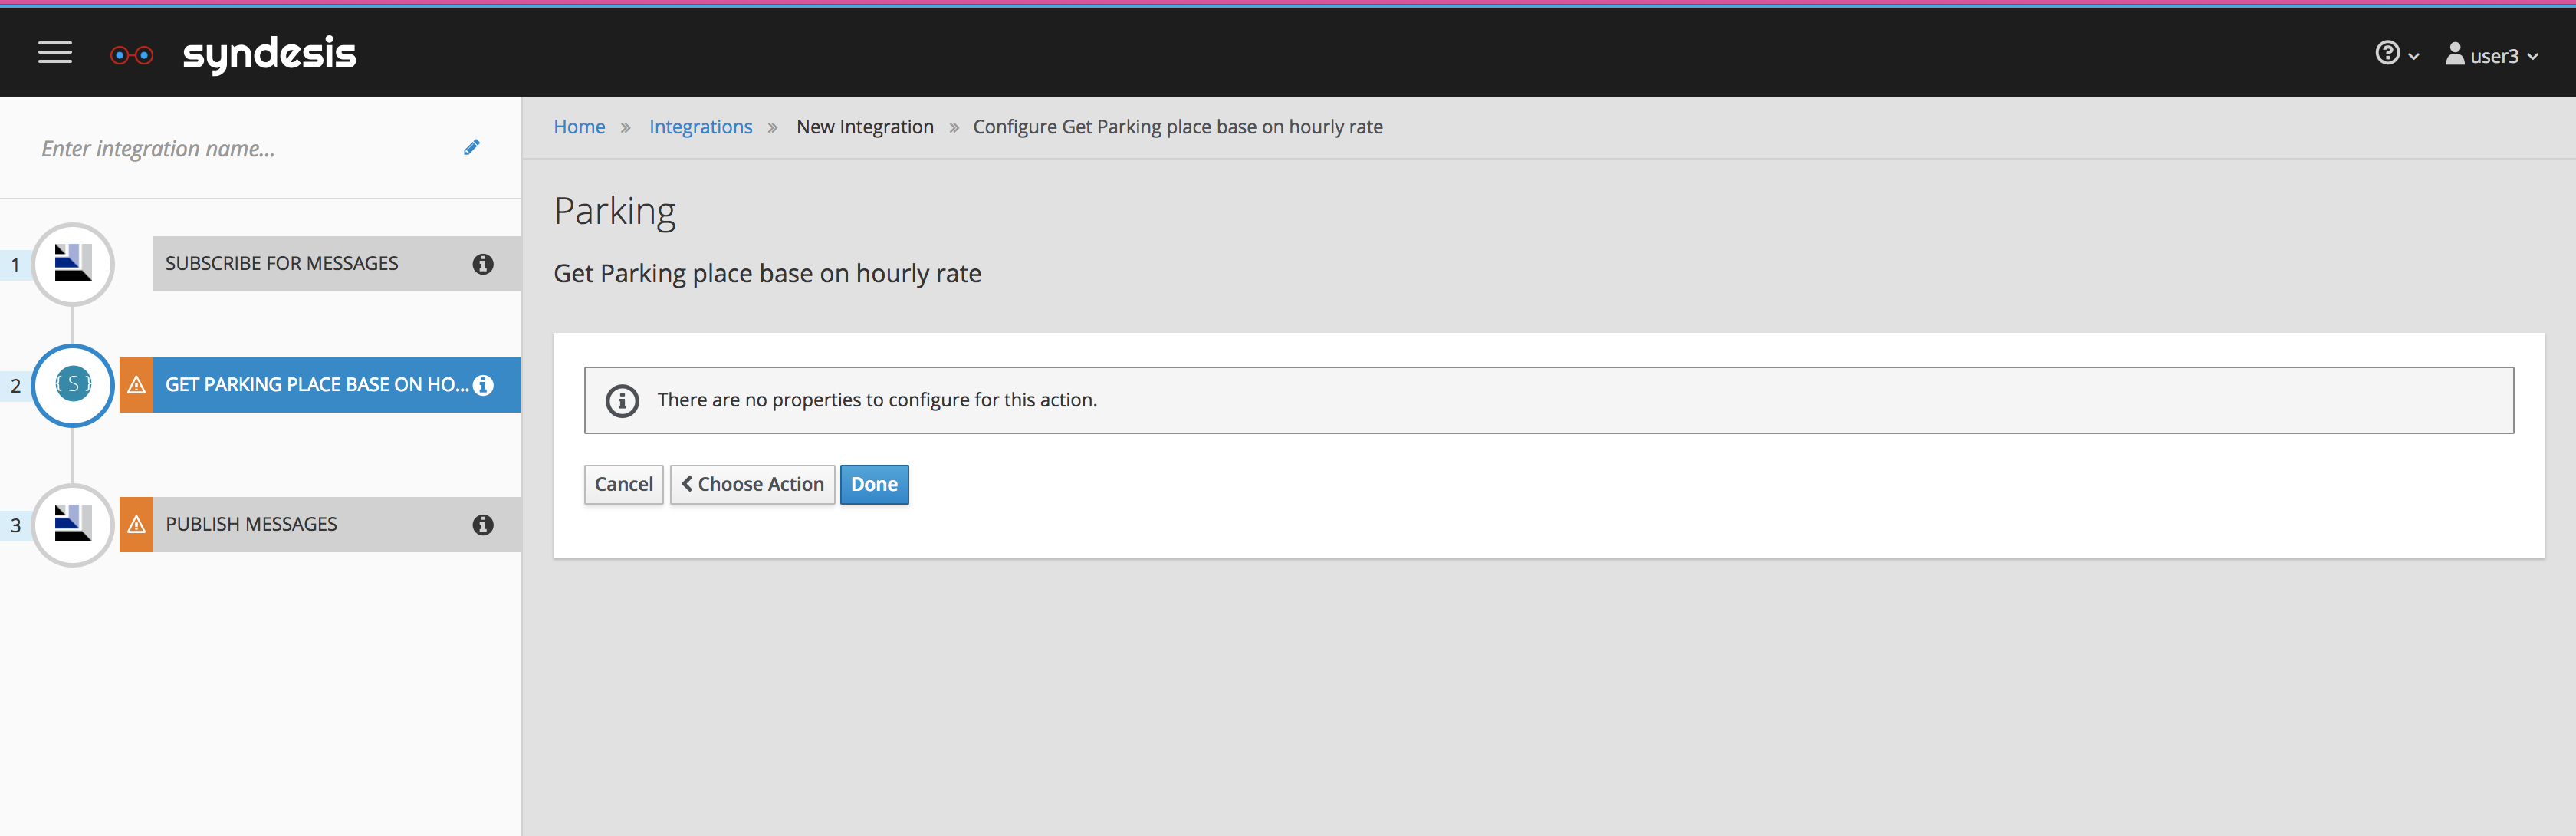 syndesis
user3
Enter integration name...
Home » Integrations » New Integration » Configure Get Parking place base on hourly rate
Parking
Get Parking place base on hourly rate
1 SUBSCRIBE FOR MESSAGES
2 { S } GET PARKING PLACE BASE ON HO...
3 PUBLISH MESSAGES
There are no properties to configure for this action.
Cancel Choose Action Done